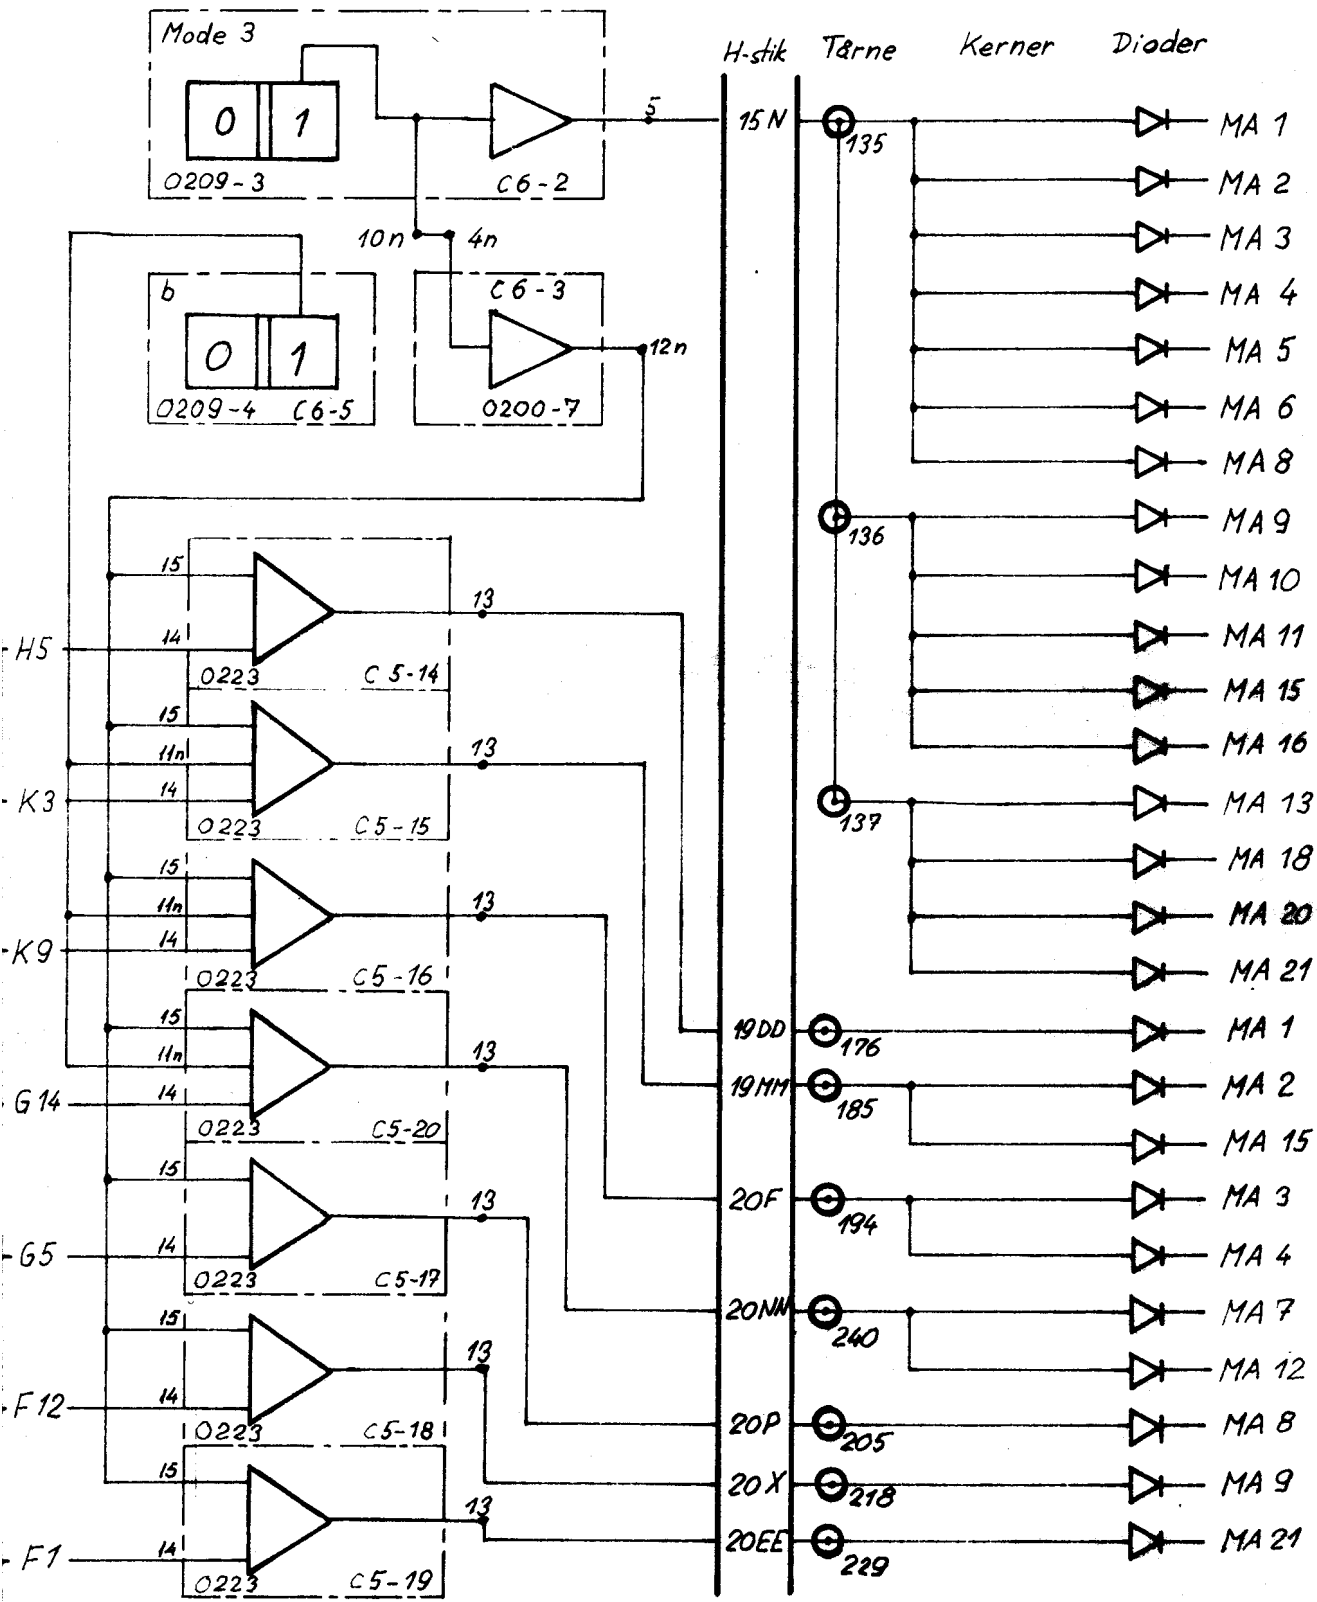 Mode 3
0 1
0209-3 C6-2
5
H-stik Tårne Kerner Dioder
15N 135 MA 1
MA 2
MA 3
MA 4
MA 5
MA 6
MA 8
136 MA 9
MA 10
MA 11
MA 15
MA 16
137 MA 13
MA 18
MA 20
MA 21
10n 4n
b
0 1
0209-4 C6-5
C6-3
0200-7
12n
H5 15 14 0223 C5-14 13
K3 15 11n 14 0223 C5-15 13
K9 15 11n 14 0223 C5-16 13
G14 15 11n 14 0223 C5-20 13
G5 15 14 0223 C5-17 13
F12 15 14 0223 C5-18 13
F1 15 14 0223 C5-19 13
19DD 176 MA 1
19MM 185 MA 2
MA 15
20F 194 MA 3
MA 4
20NN 240 MA 7
MA 12
20P 205 MA 8
20X 218 MA 9
20EE 229 MA 21